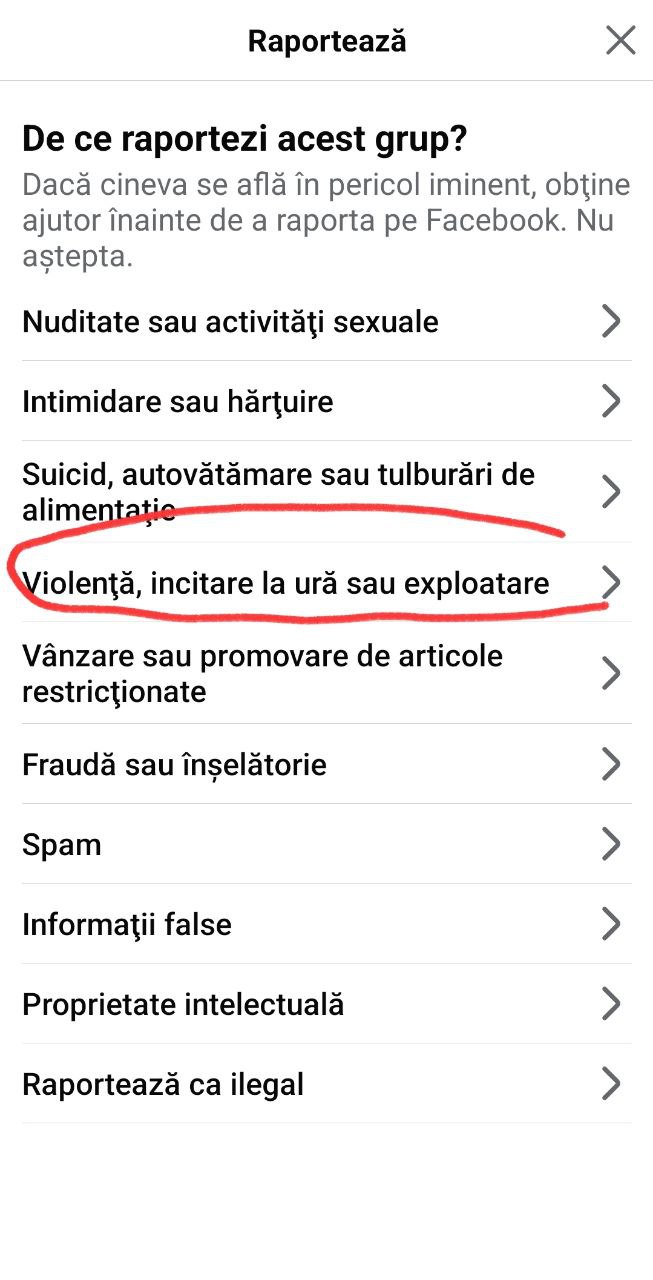 Raportează
De ce raportezi acest grup?
Dacă cineva se află în pericol iminent, obţine
ajutor înainte de a raporta pe Facebook. Nu
aștepta.
Nuditate sau activităţi sexuale
Intimidare sau hărţuire
Suicid, autovătămare sau tulburări de
alimentaţie
Violenţă, incitare la ură sau exploatare
Vânzare sau promovare de articole
restricţionate
Fraudă sau înșelătorie
Spam
Informaţii false
Proprietate intelectuală
Raportează ca ilegal